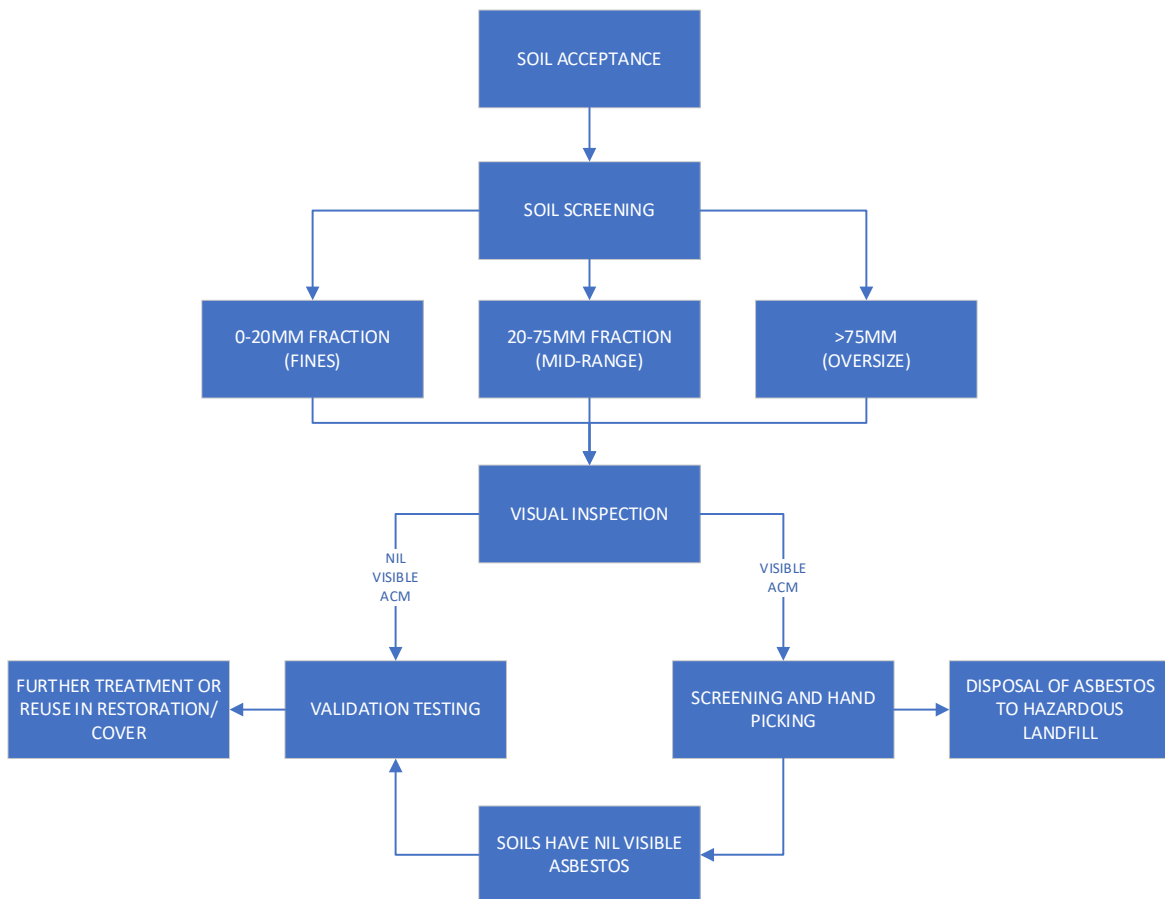 SOIL ACCEPTANCE
SOIL SCREENING
0-20MM FRACTION
(FINES)
20-75MM FRACTION
(MID-RANGE)
>75MM
(OVERSIZE)
VISUAL INSPECTION
NIL
VISIBLE
ACM
VISIBLE
ACM
FURTHER TREATMENT OR
REUSE IN RESTORATION/
COVER
VALIDATION TESTING
SCREENING AND HAND
PICKING
DISPOSAL OF ASBESTOS
TO HAZARDOUS
LANDFILL
SOILS HAVE NIL VISIBLE
ASBESTOS